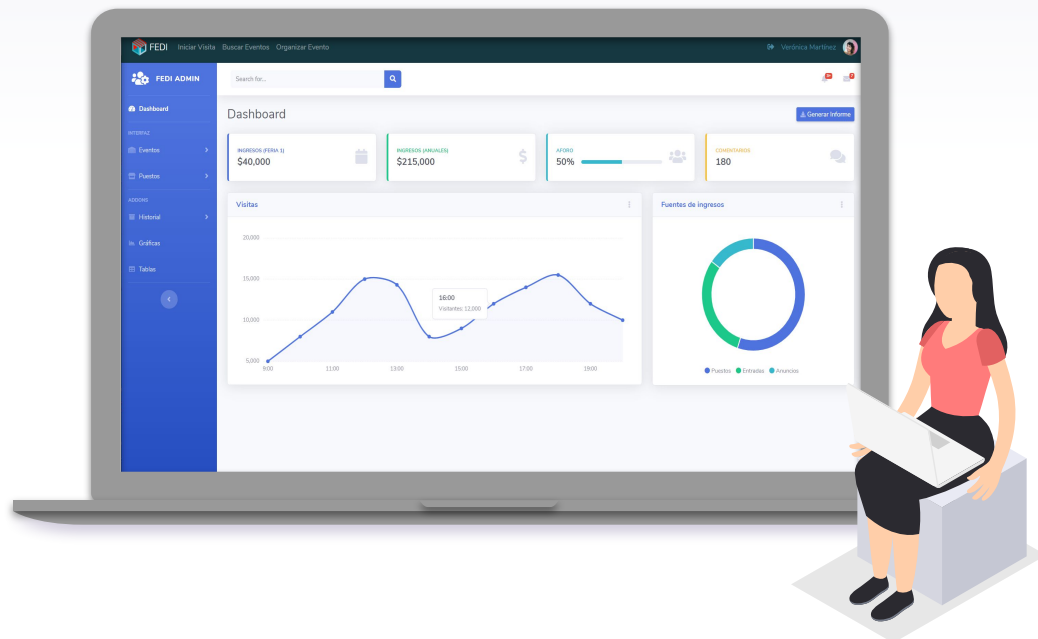 FEDI Iniciar Visita Buscar Eventos Organizar Evento Verónica Martínez
FEDI ADMIN
Search for...
Dashboard
Dashboard
Generar Informe
INTERFAZ
Eventos
Puestos
ADDONS
Historial
Gráficas
Tablas
INGRESOS (FERIA 1)
$40,000
INGRESOS (ANUALES)
$215,000
AFORO
50%
COMENTARIOS
180
Visitas
20,000
15,000
10,000
5,000
9:00 11:00 13:00 15:00 17:00 19:00
16:00
Visitantes: 12,000
Fuentes de ingresos
Puestos Entradas Anuncios